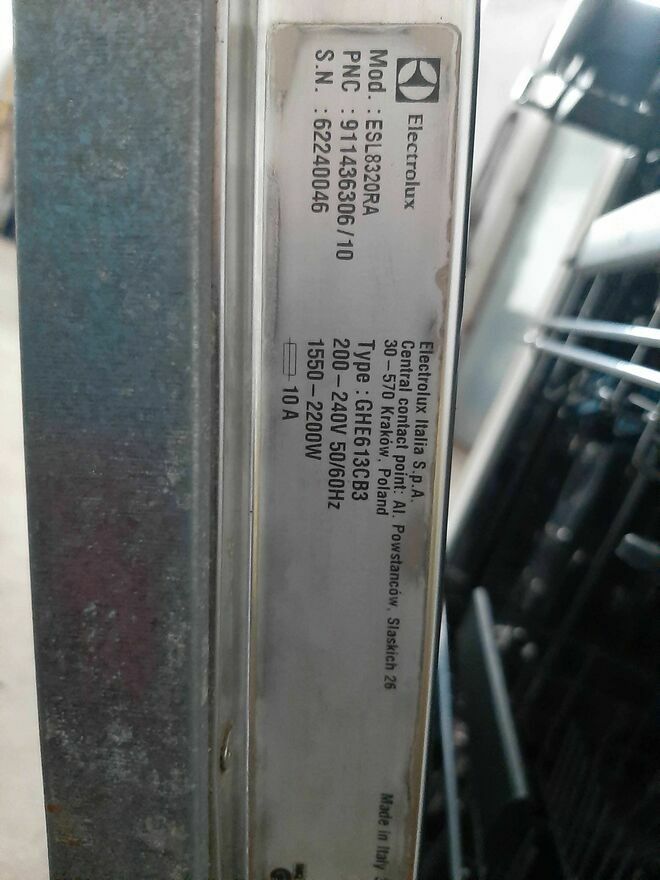 Electrolux
Mod. : ESL8320RA
PNC : 911436306/10
S.N. : 62240046
Electrolux Italia S.p.A.
Central contact point: Al. Powstanców, Slaskich 26
30-570 Kraków, Poland
Type : GHE613CB3
200-240V 50/60Hz
1550-2200W
10 A
Made in Italy